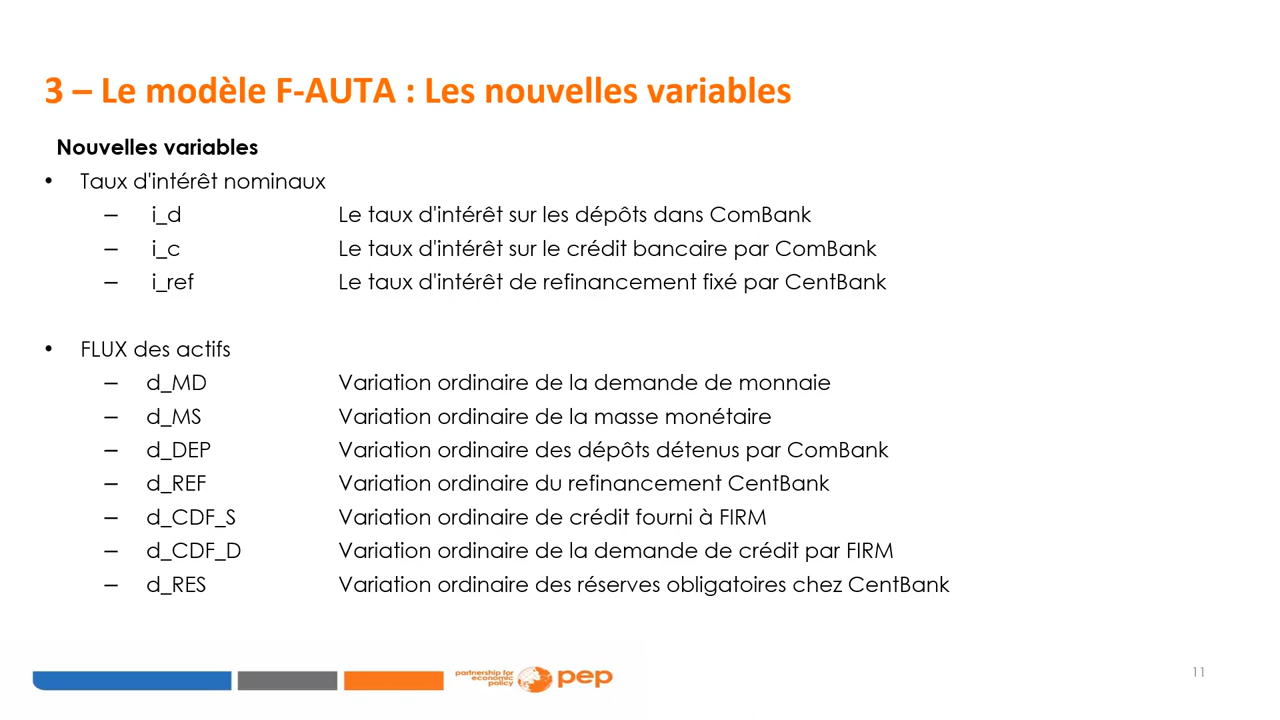 3 – Le modèle F-AUTA : Les nouvelles variables
Nouvelles variables
• Taux d'intérêt nominaux
– i_d Le taux d'intérêt sur les dépôts dans ComBank
– i_c Le taux d'intérêt sur le crédit bancaire par ComBank
– i_ref Le taux d'intérêt de refinancement fixé par CentBank
• FLUX des actifs
– d_MD Variation ordinaire de la demande de monnaie
– d_MS Variation ordinaire de la masse monétaire
– d_DEP Variation ordinaire des dépôts détenus par ComBank
– d_REF Variation ordinaire du refinancement CentBank
– d_CDF_S Variation ordinaire de crédit fourni à FIRM
– d_CDF_D Variation ordinaire de la demande de crédit par FIRM
– d_RES Variation ordinaire des réserves obligatoires chez CentBank
partnership for
economic
policy
pep
11